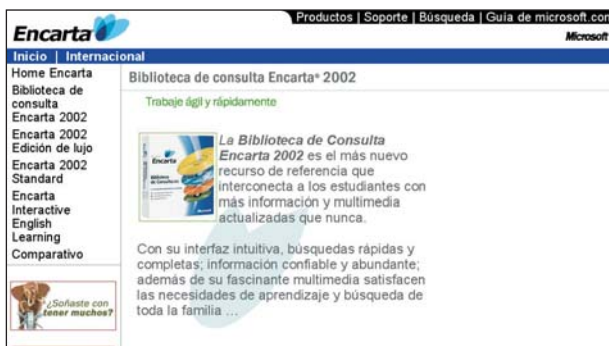 Productos | Soporte | Búsqueda | Guía de microsoft.com
Encarta
Microsoft
Inicio | Internacional
Home Encarta
Biblioteca de
consulta
Encarta 2002
Encarta 2002
Edición de lujo
Encarta 2002
Standard
Encarta
Interactive
English
Learning
Comparativo
¿Soñaste con
tener muchos?
Biblioteca de consulta Encarta® 2002
Trabaje ágil y rápidamente
Encarta
Biblioteca
de Consulta
La Biblioteca de Consulta
Encarta 2002 es el más nuevo
recurso de referencia que
interconecta a los estudiantes con
más información y multimedia
actualizadas que nunca.
Con su interfaz intuitiva, búsquedas rápidas y
completas; información confiable y abundante;
además de su fascinante multimedia satisfacen
las necesidades de aprendizaje y búsqueda de
toda la familia ...